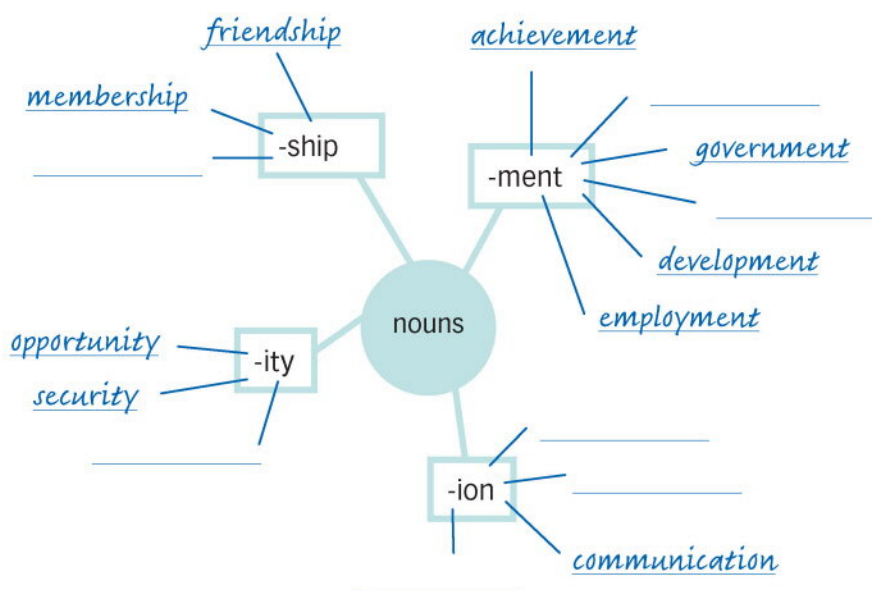 friendship
achievement
membership
-ship
government
-ment
development
employment
nouns
opportunity
-ity
security
-ion
communication